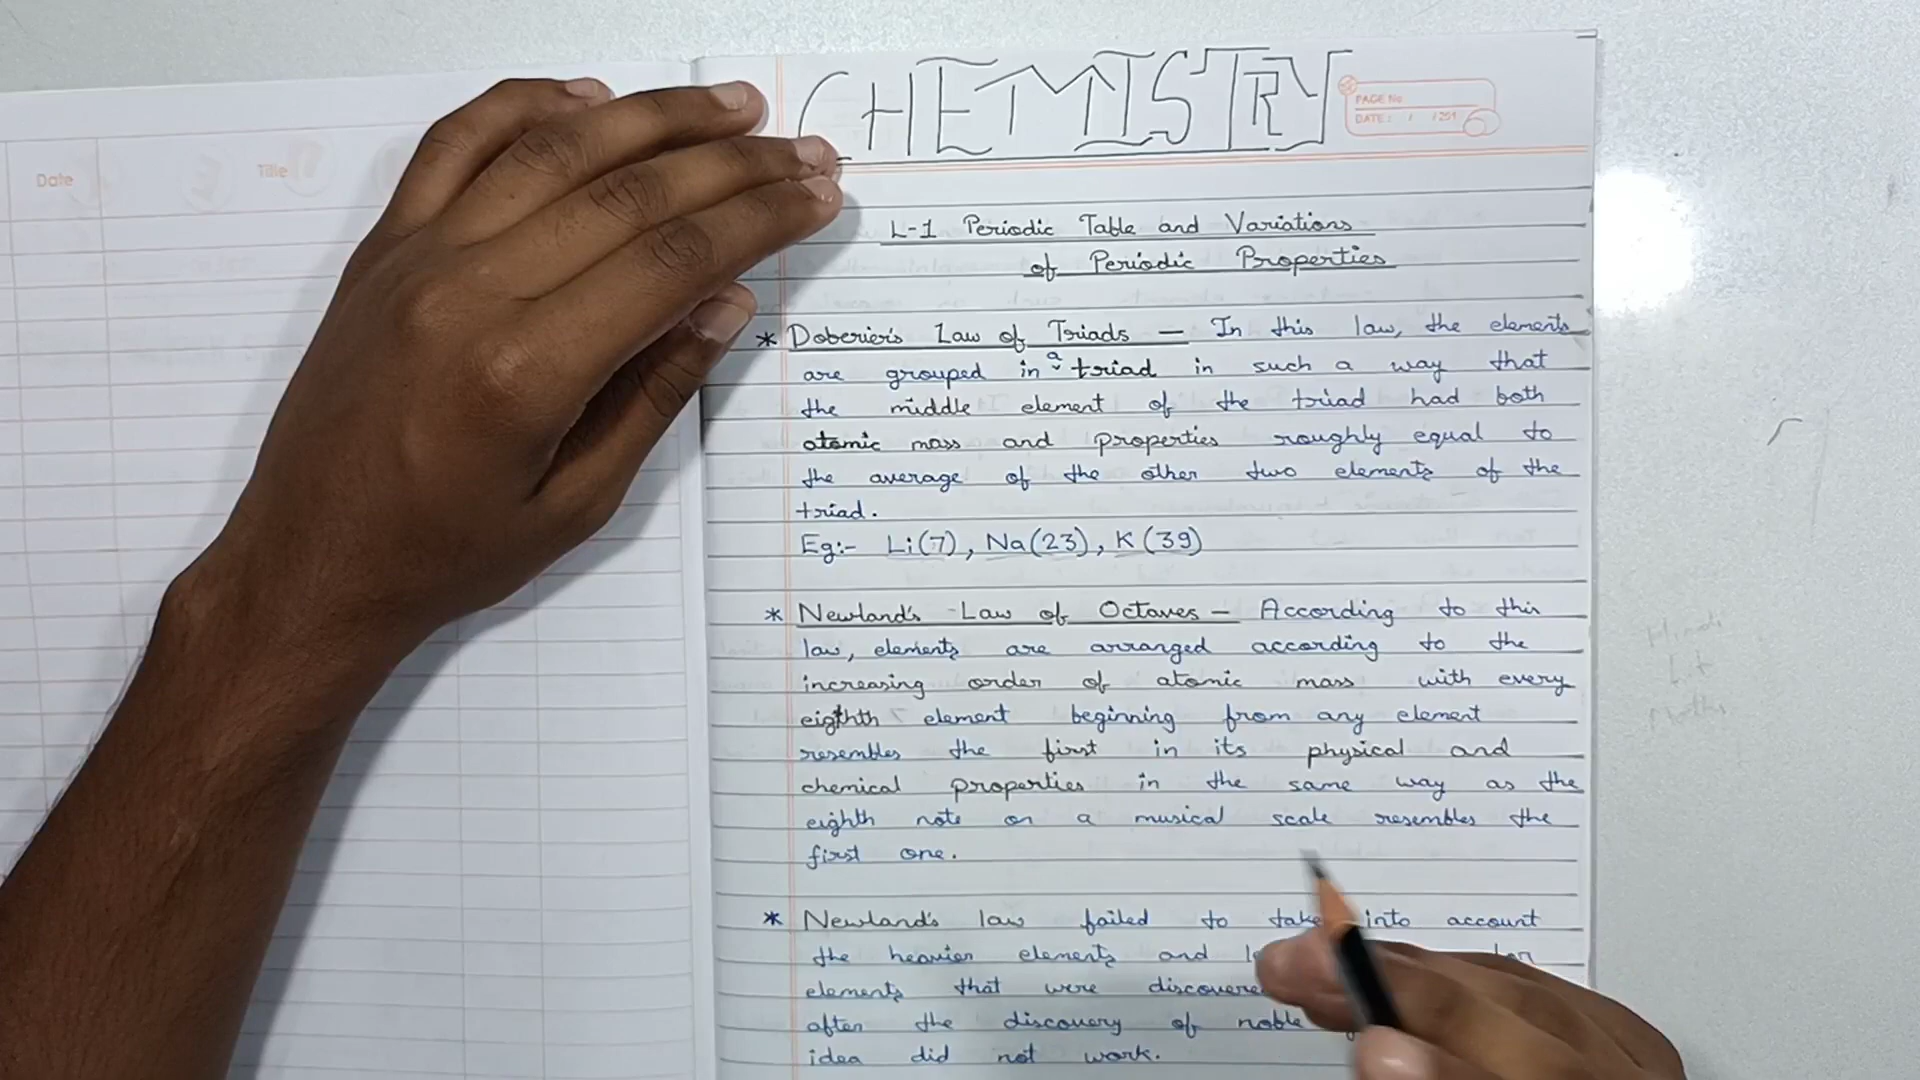 CHEMISTRY
PAGE No
DATE: / /201
Date
Title
L-1 Periodic Table and Variations
of Periodic Properties
* Doberier's Law of Triads — In this law, the elements
are grouped in a triad in such a way that
the middle element of the triad had both
atomic mass and properties roughly equal to
the average of the other two elements of the
triad.
Eg:- Li(7), Na(23), K(39)
* Newland's Law of Octaves — According to this
law, elements are arranged according to the
increasing order of atomic mass with every
eighth element beginning from any element
resembles the first in its physical and
chemical properties in the same way as the
eighth note on a musical scale resembles the
first one.
* Newland's law failed to take into account
the heavier elements and
elements that were
after the discovery of noble
idea did not work.